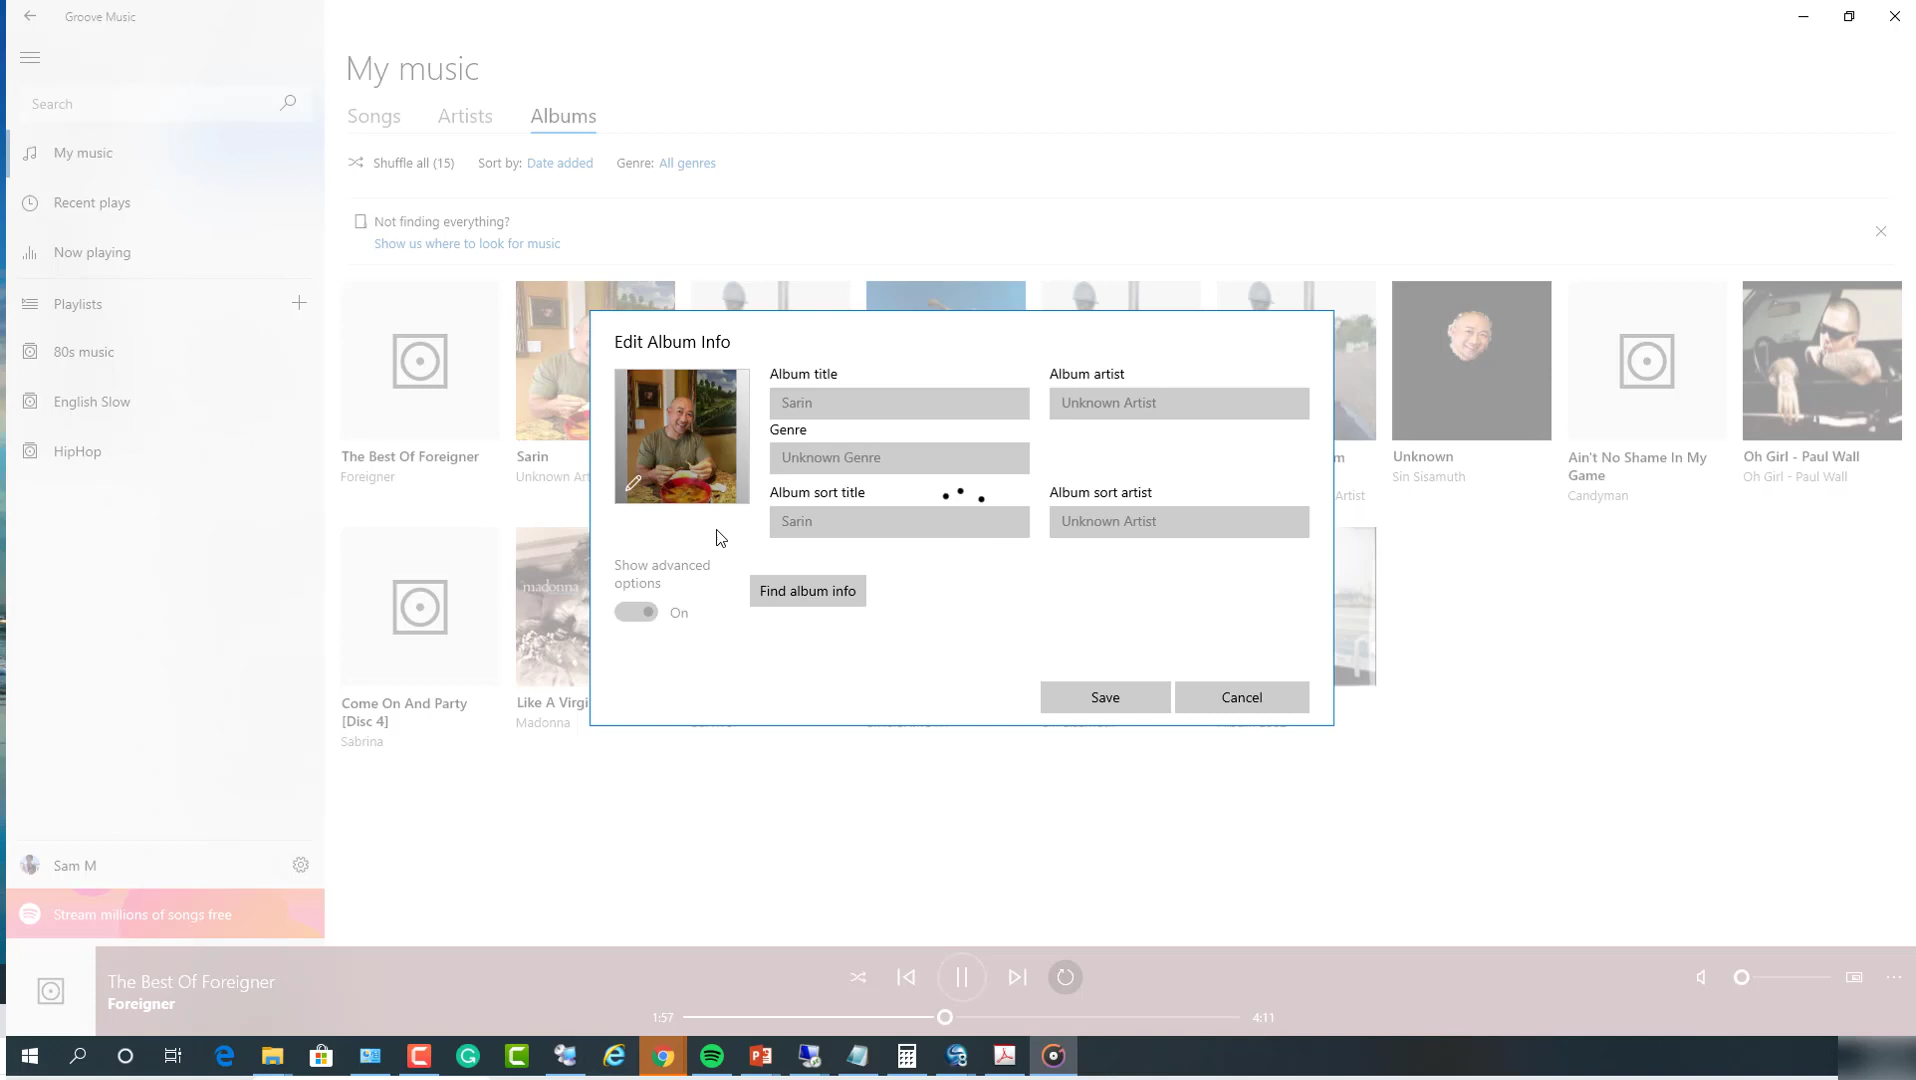 Groove Music
Search
My music
Recent plays
Now playing
Playlists
80s music
English Slow
HipHop
Sam M
Stream millions of songs free
My music
Songs Artists Albums
Shuffle all (15) Sort by: Date added Genre: All genres
Not finding everything?
Show us where to look for music
The Best Of Foreigner
Foreigner
Sarin
Unknown
Unknown
Sin Sisamuth
Ain't No Shame In My
Game
Candyman
Oh Girl - Paul Wall
Oh Girl - Paul Wall
Artist
Come On And Party
[Disc 4]
Sabrina
madonna
Like A
Madonna
Edit Album Info
Album title Album artist
Sarin Unknown Artist
Genre
Unknown Genre
Album sort title Album sort artist
Sarin Unknown Artist
Show advanced
options
On
Find album info
Save Cancel
The Best Of Foreigner
Foreigner
1:57 4:11